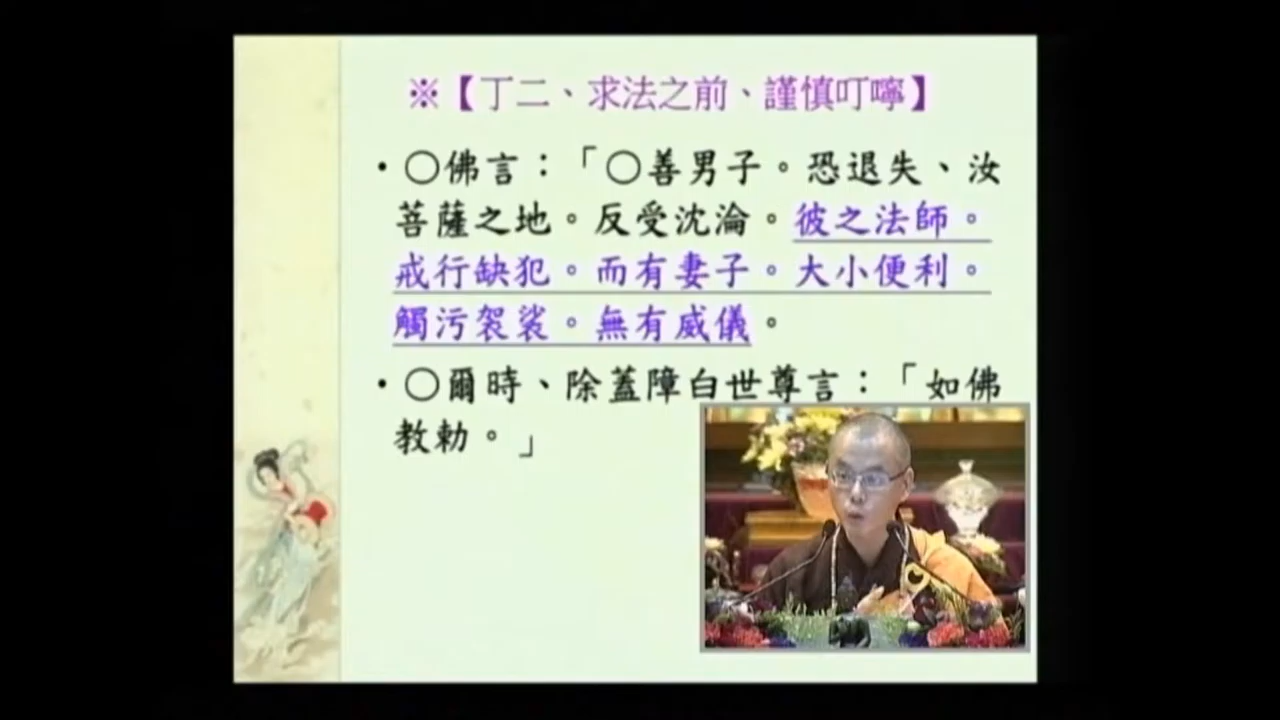 ※【丁二、求法之前、謹慎叮嚀】
•○佛言：「○善男子。恐退失、汝
菩薩之地。反受沈淪。彼之法師。
戒行缺犯。而有妻子。大小便利。
觸污袈裟。無有威儀。
•○爾時、除蓋障白世尊言：「如佛
教勅。」